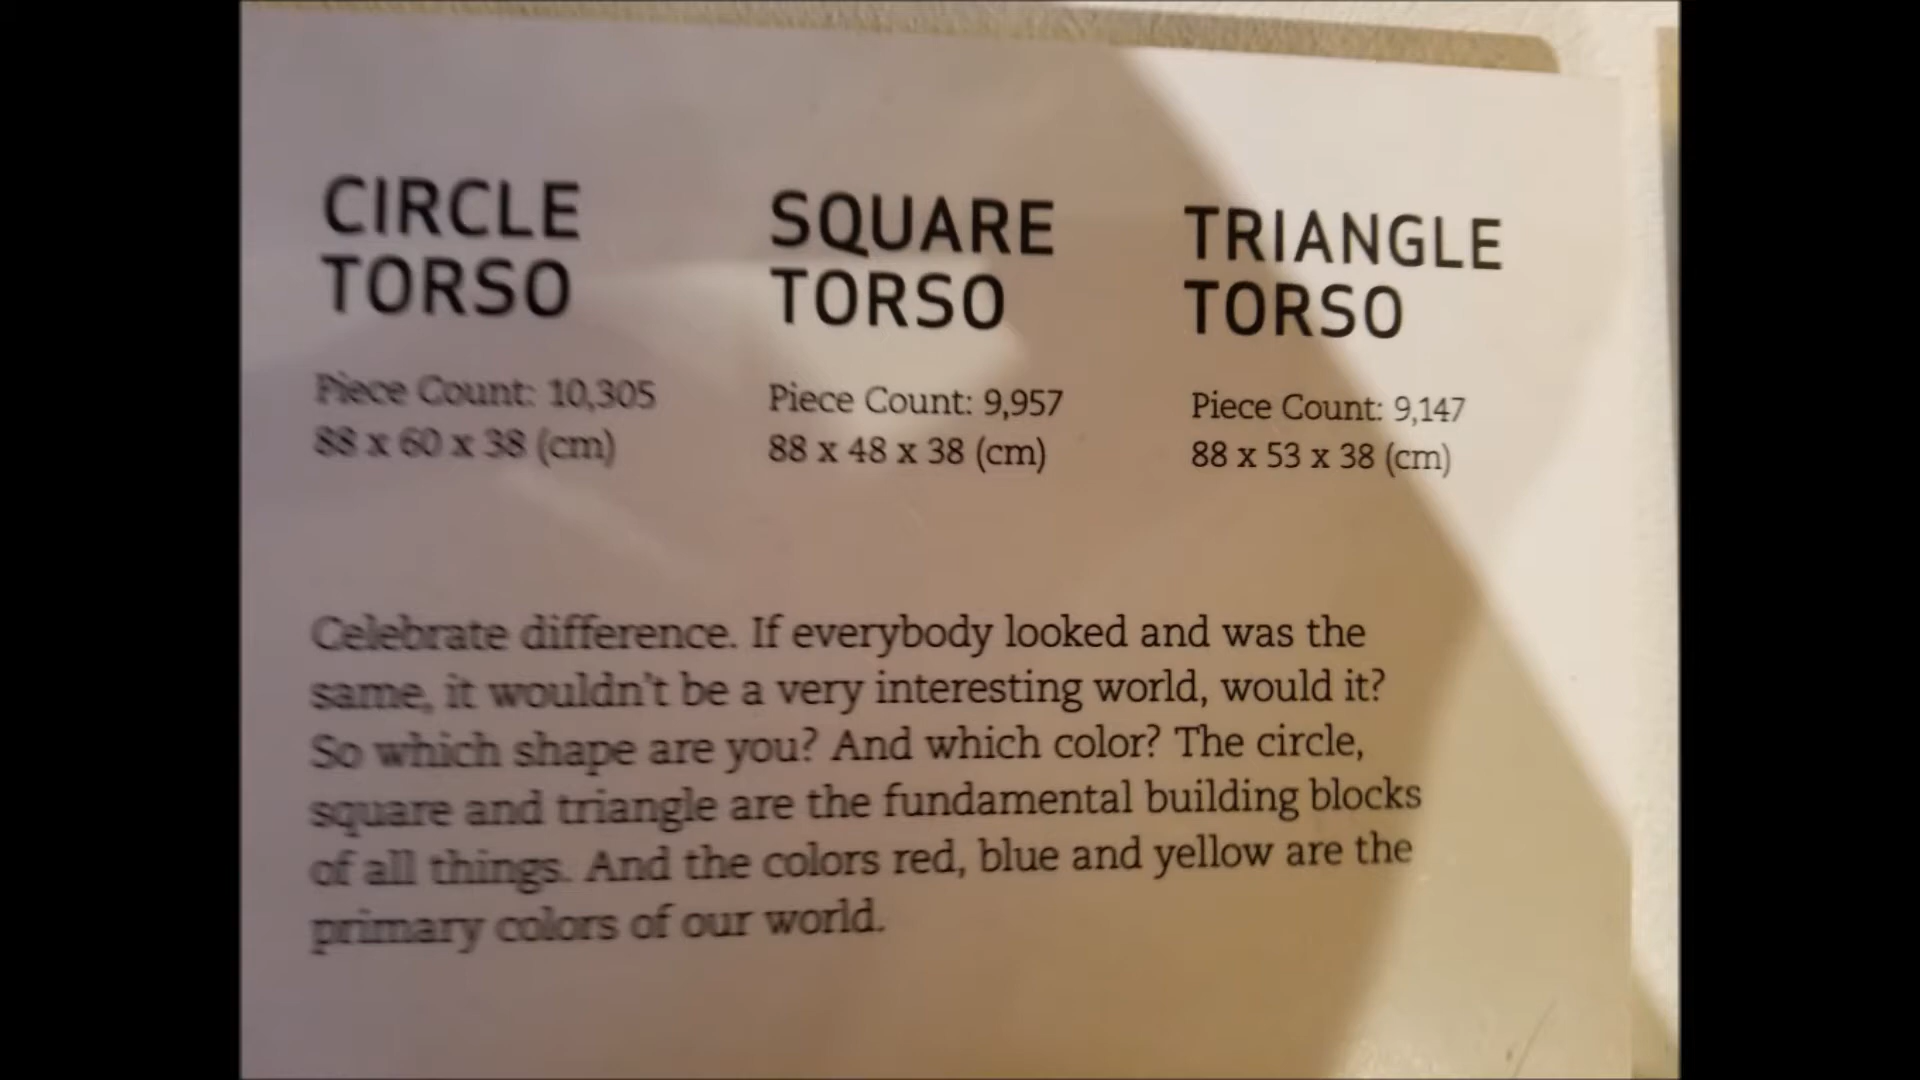 CIRCLE
TORSO
Piece Count: 10,305
88 x 60 x 38 (cm)
SQUARE
TORSO
Piece Count: 9,957
88 x 48 x 38 (cm)
TRIANGLE
TORSO
Piece Count: 9,147
88 x 53 x 38 (cm)
Celebrate difference. If everybody looked and was the
same, it wouldn't be a very interesting world, would it?
So which shape are you? And which color? The circle,
square and triangle are the fundamental building blocks
of all things. And the colors red, blue and yellow are the
primary colors of our world.